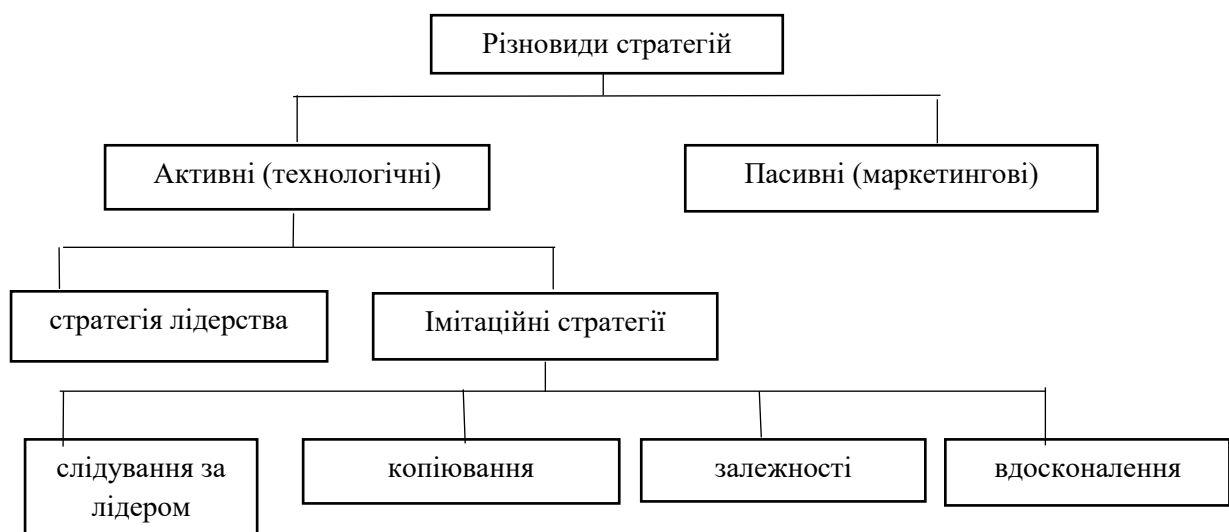 Різновиди стратегій
Активні (технологічні)
Пасивні (маркетингові)
стратегія лідерства
Імітаційні стратегії
слідування за
лідером
копіювання
залежності
вдосконалення